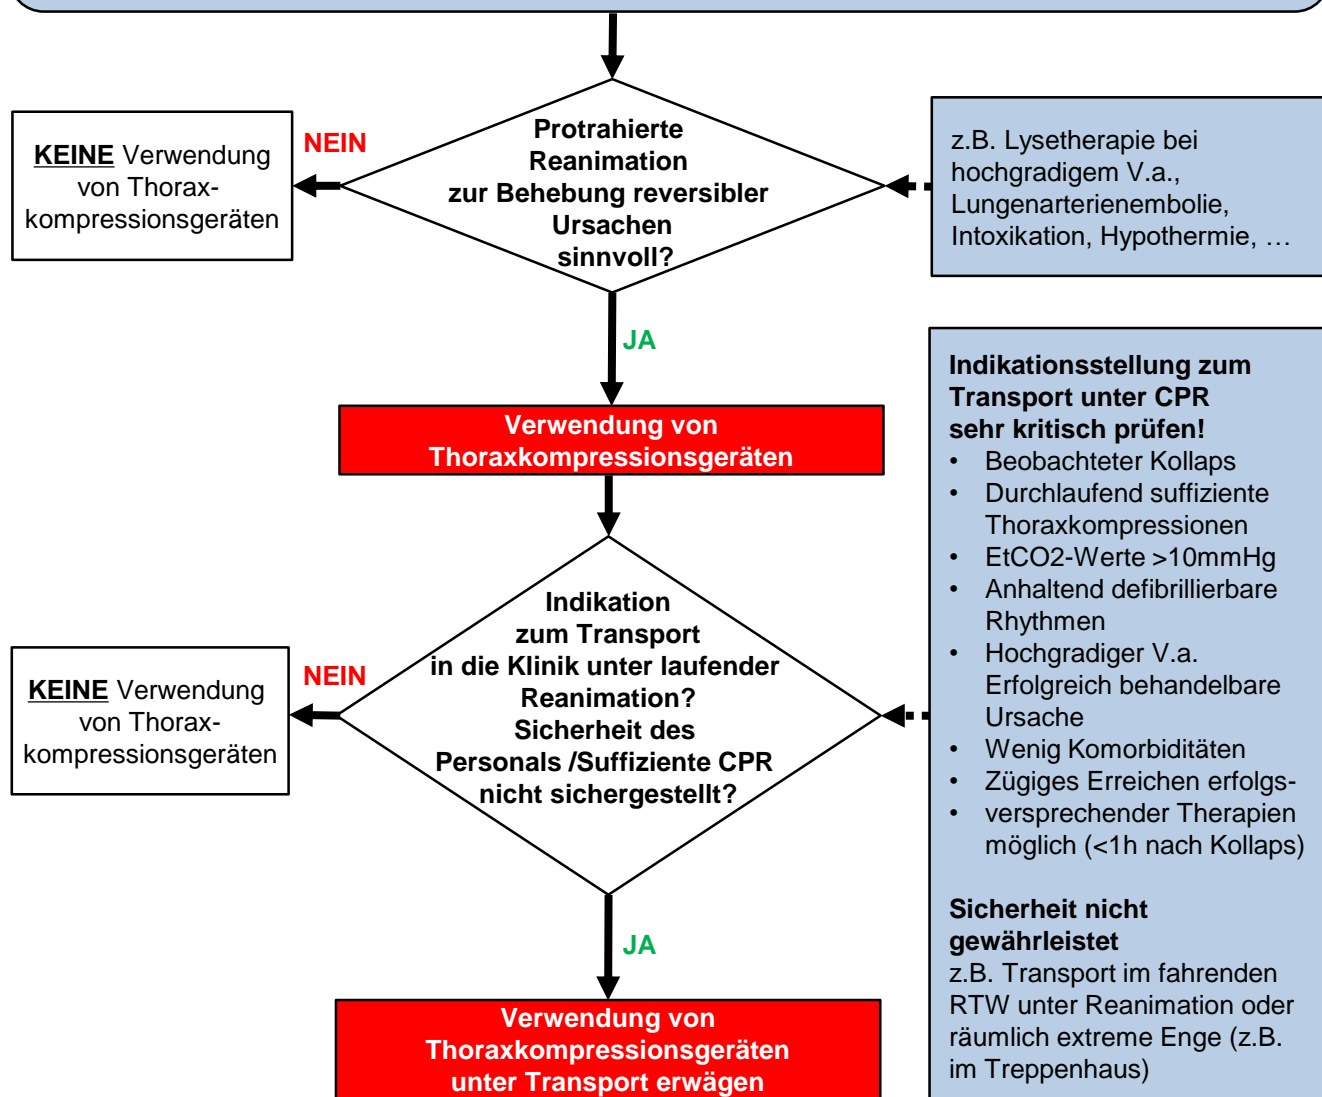 Protrahierte
Reanimation
zur Behebung reversibler
Ursachen
sinnvoll?
NEIN
KEINE Verwendung
von Thorax-
kompressionsgeräten
z.B. Lysetherapie bei
hochgradigem V.a.,
Lungenarterienembolie,
Intoxikation, Hypothermie, …
JA
Verwendung von
Thoraxkompressionsgeräten
Indikation
zum Transport
in die Klinik unter laufender
Reanimation?
Sicherheit des
Personals /Suffiziente CPR
nicht sichergestellt?
NEIN
KEINE Verwendung
von Thorax-
kompressionsgeräten
Indikationsstellung zum
Transport unter CPR
sehr kritisch prüfen!
• Beobachteter Kollaps
• Durchlaufend suffiziente
Thoraxkompressionen
• EtCO2-Werte >10mmHg
• Anhaltend defibrillierbare
Rhythmen
• Hochgradiger V.a.
Erfolgreich behandelbare
Ursache
• Wenig Komorbiditäten
• Zügiges Erreichen erfolgs-
• versprechender Therapien
möglich (<1h nach Kollaps)
Sicherheit nicht
gewährleistet
z.B. Transport im fahrenden
RTW unter Reanimation oder
räumlich extreme Enge (z.B.
im Treppenhaus)
JA
Verwendung von
Thoraxkompressionsgeräten
unter Transport erwägen